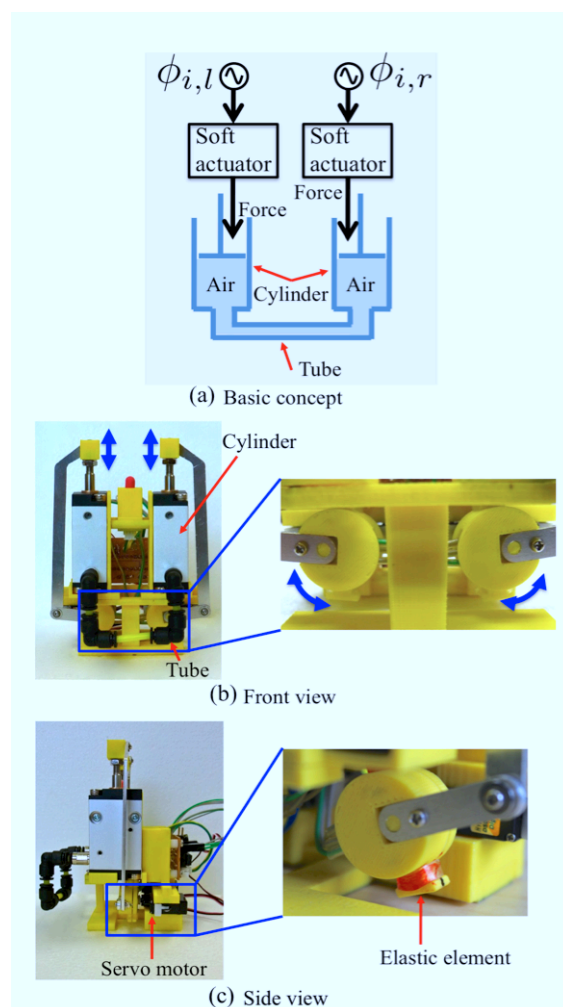 ϕi,l ϕi,r
Soft actuator Soft actuator
Force Force
Air Air
Cylinder
Tube
(a) Basic concept
Cylinder
Tube
(b) Front view
Servo motor
Elastic element
(c) Side view